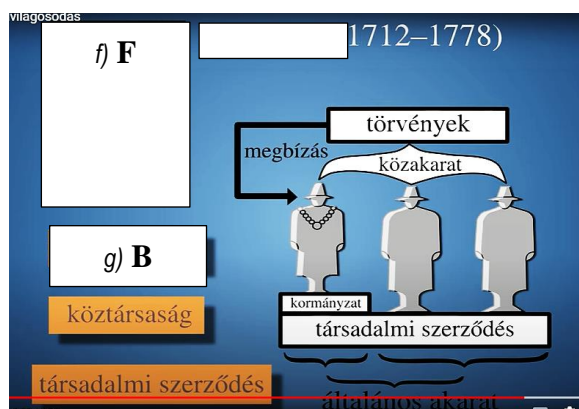 világosodás
f) F
1712–1778)
törvények
megbízás
közakarat
g) B
kormányzat
köztársaság
társadalmi szerződés
társadalmi szerződés
általános akarat